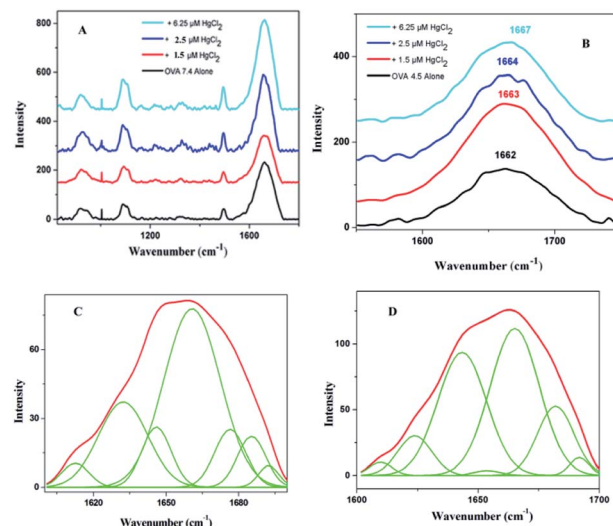 A
+ 6.25 µM HgCl2
+ 2.5 µM HgCl2
+ 1.5 µM HgCl2
OVA 7.4 Alone
800
600
400
200
0
Intensity
1200
1600
Wavenumber (cm-1)
B
+ 6.25 µM HgCl2
+ 2.5 µM HgCl2
+ 1.5 µM HgCl2
OVA 4.5 Alone
1667
1664
1663
1662
400
200
0
Intensity
1600
1700
Wavenumber (cm-1)
C
75
60
30
0
Intensity
1620
1650
1680
Wavenumber (cm-1)
D
100
50
0
Intensity
1600
1650
1700
Wavenumber (cm-1)